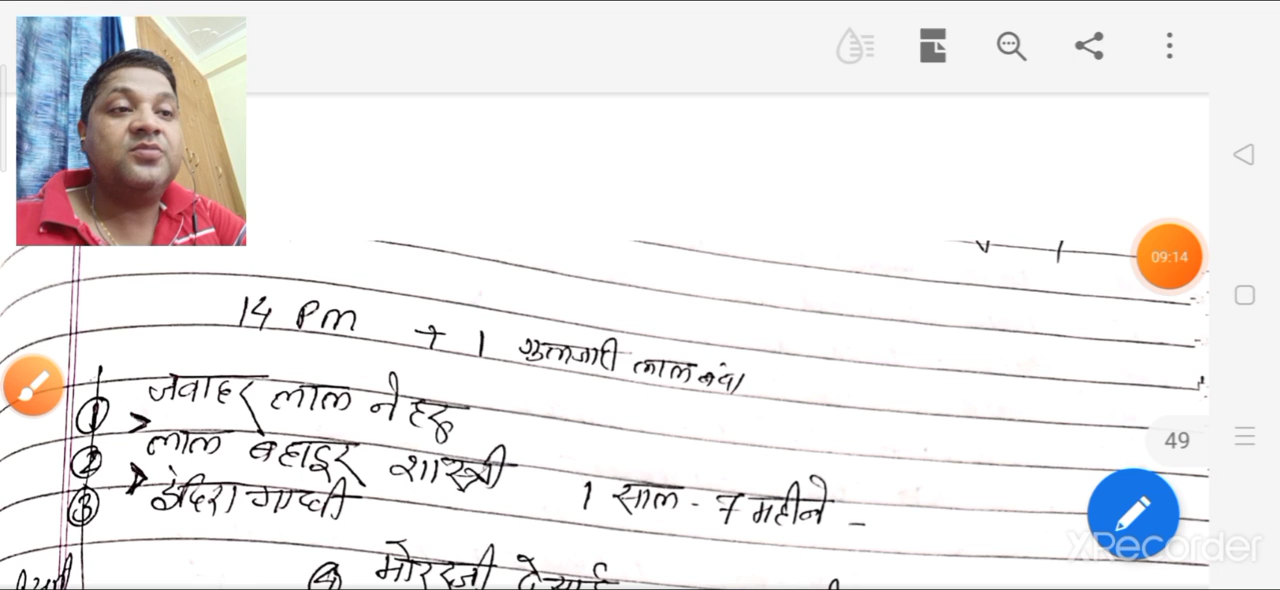 09:14
14 PM + 1 गुलजारी लाल नंदा
① जवाहर लाल नेहरु
② लाल बहादुर शास्त्री
③ इंदिरा गान्धी 1 साल - 7 महीने -
49
④ मोरारजी देसाई
XRecorder